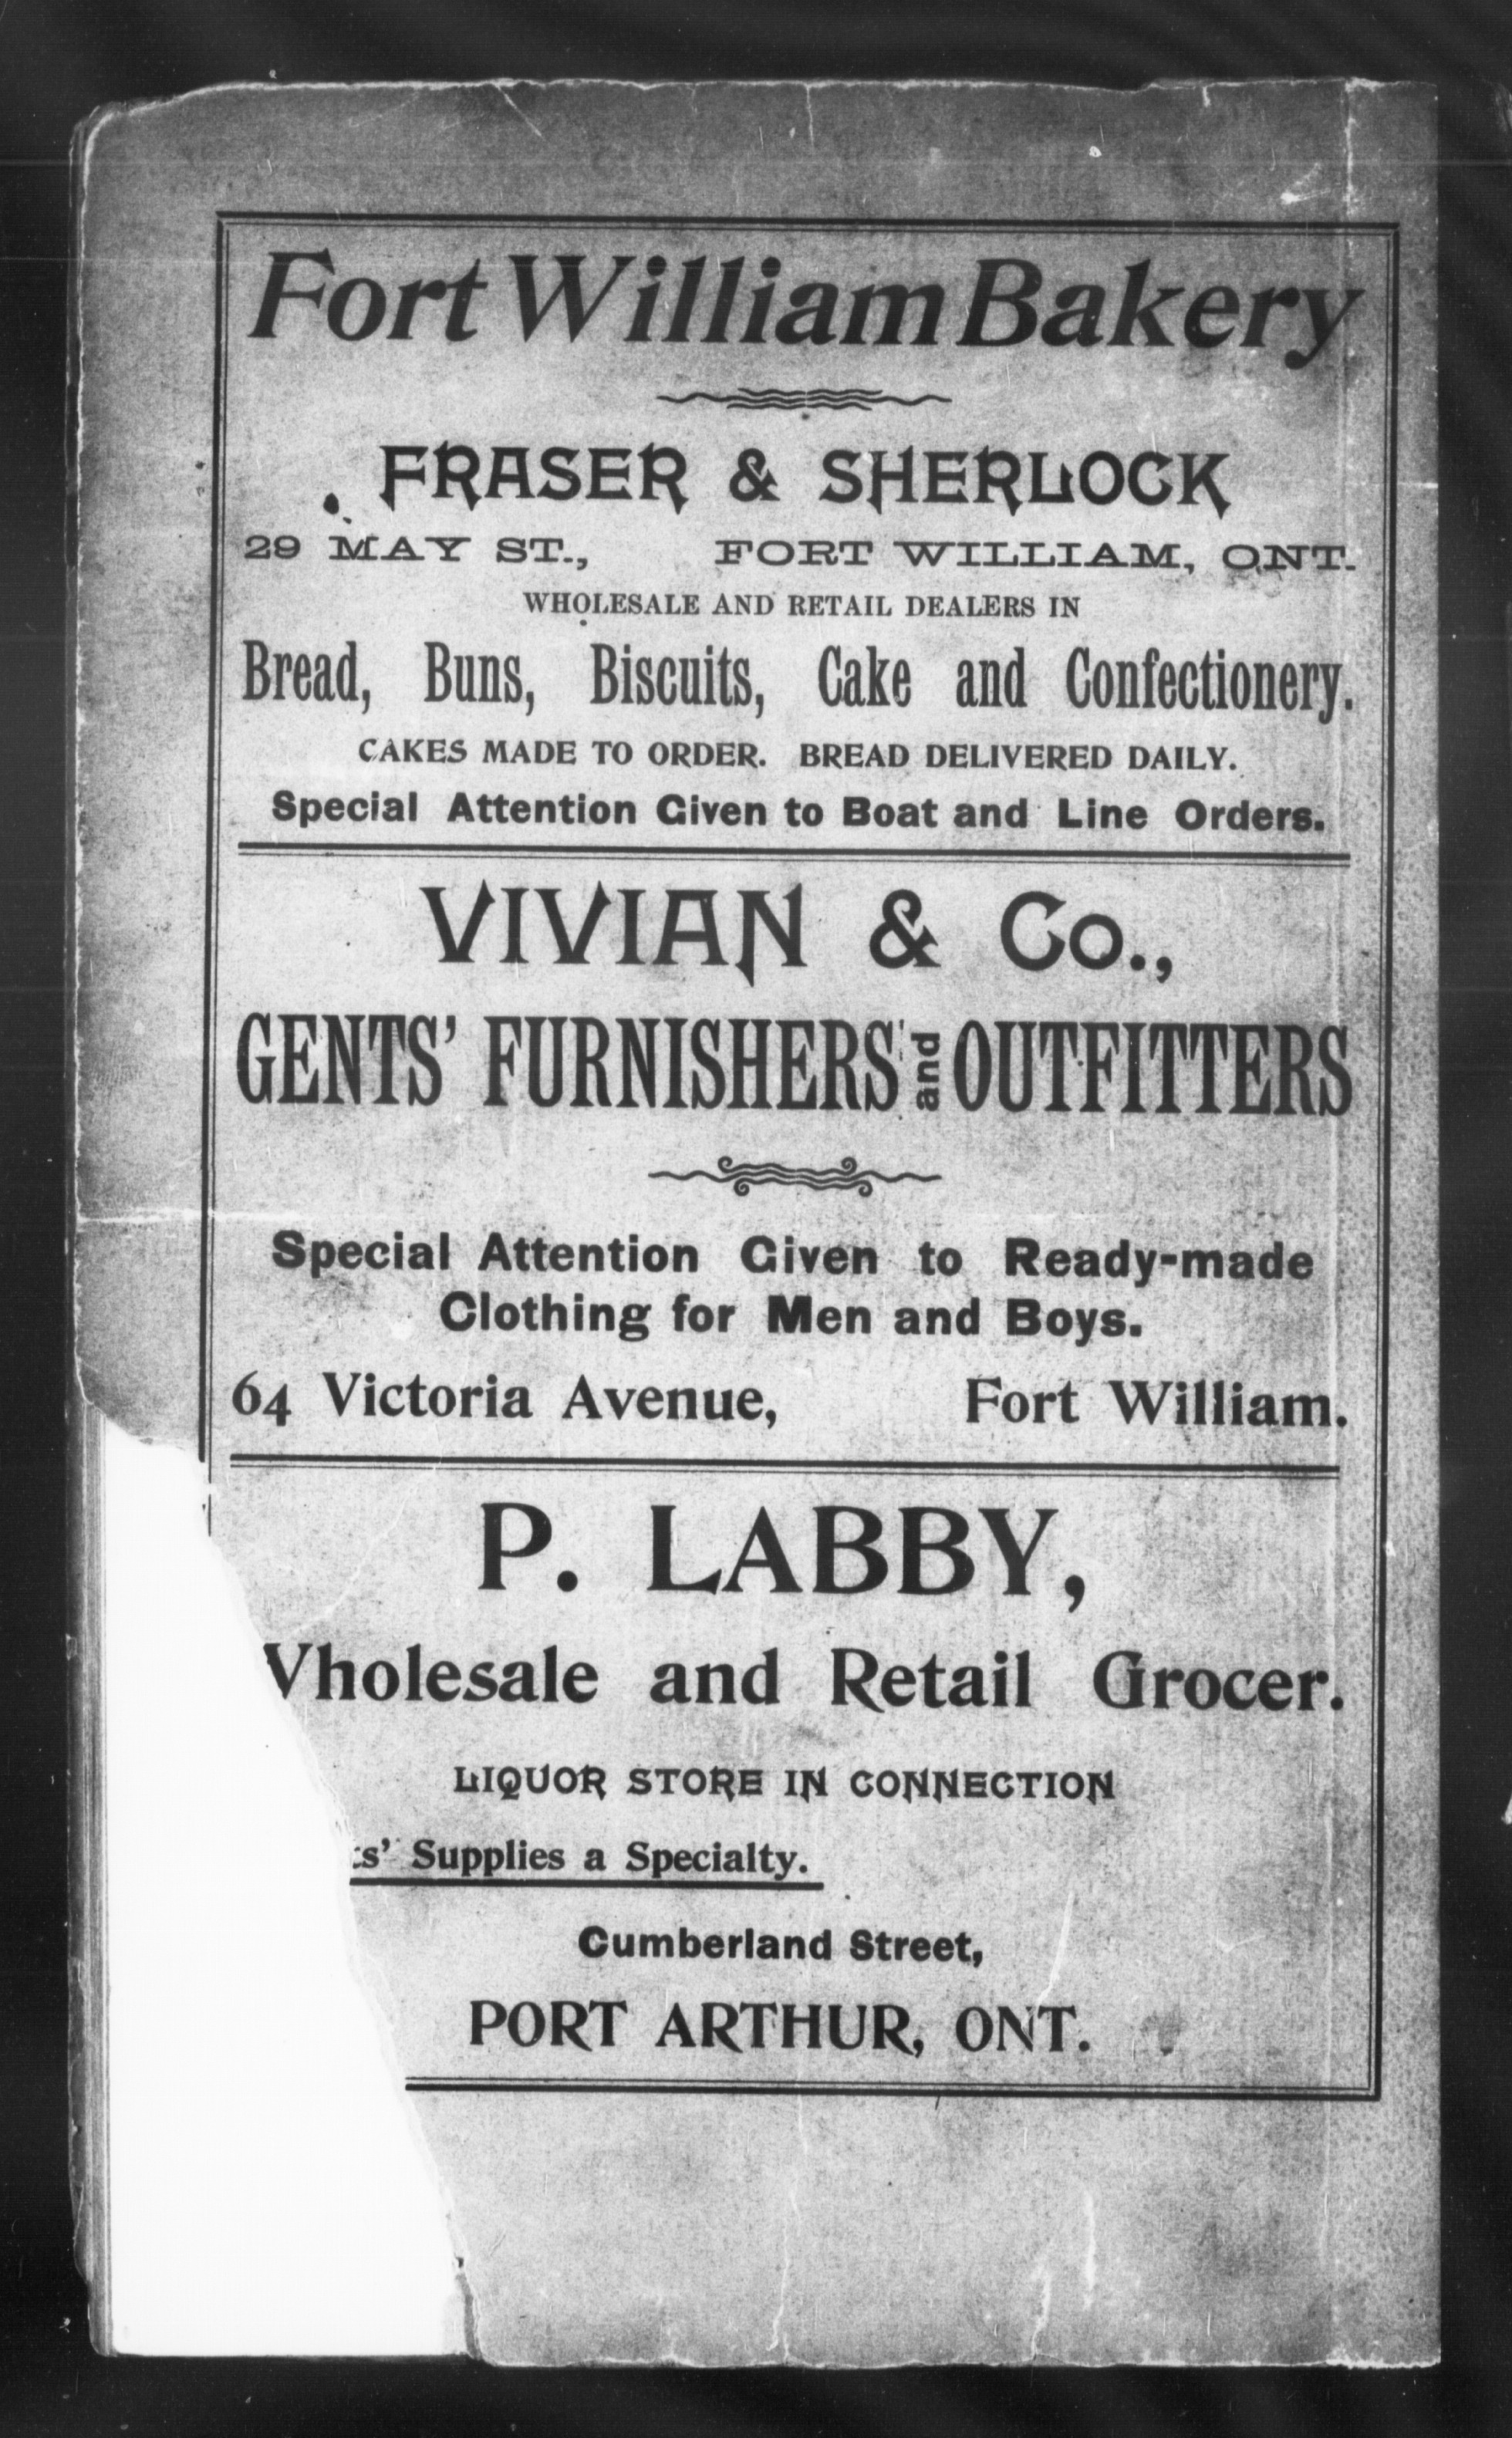 Fort William Bakery
FRASER & SHERLOCK
29 MAY ST., FORT WILLIAM, ONT.
WHOLESALE AND RETAIL DEALERS IN
Bread, Buns, Biscuits, Cake and Confectionery.
CAKES MADE TO ORDER. BREAD DELIVERED DAILY.
Special Attention Given to Boat and Line Orders.
VIVIAN & Co.,
GENTS' FURNISHERS and OUTFITTERS
Special Attention Given to Ready-made
Clothing for Men and Boys.
64 Victoria Avenue, Fort William.
P. LABBY,
Wholesale and Retail Grocer.
LIQUOR STORE IN CONNECTION
Supplies a Specialty.
Cumberland Street,
PORT ARTHUR, ONT.